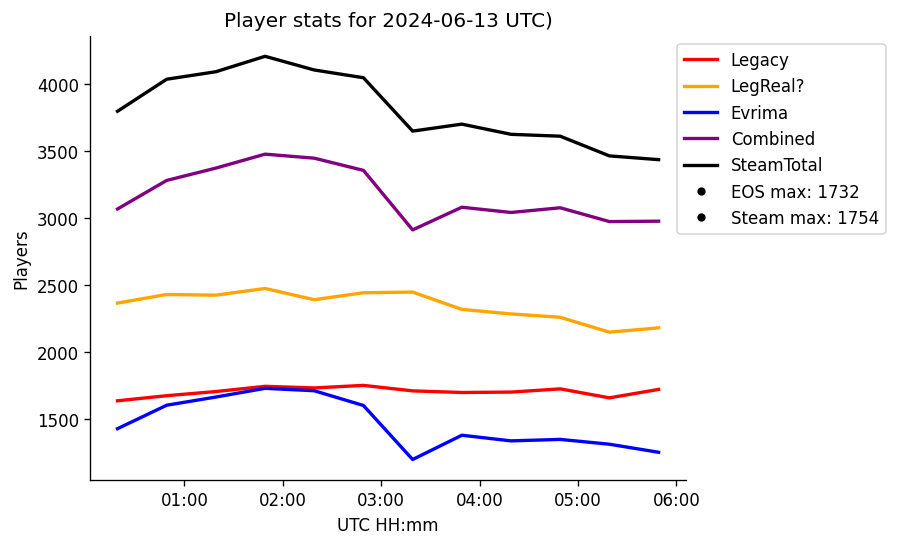 Player stats for 2024-06-13 UTC)
Legacy
LegReal?
Evrima
Combined
SteamTotal
EOS max: 1732
Steam max: 1754
Players
4000
3500
3000
2500
2000
1500
01:00 02:00 03:00 04:00 05:00 06:00
UTC HH:mm